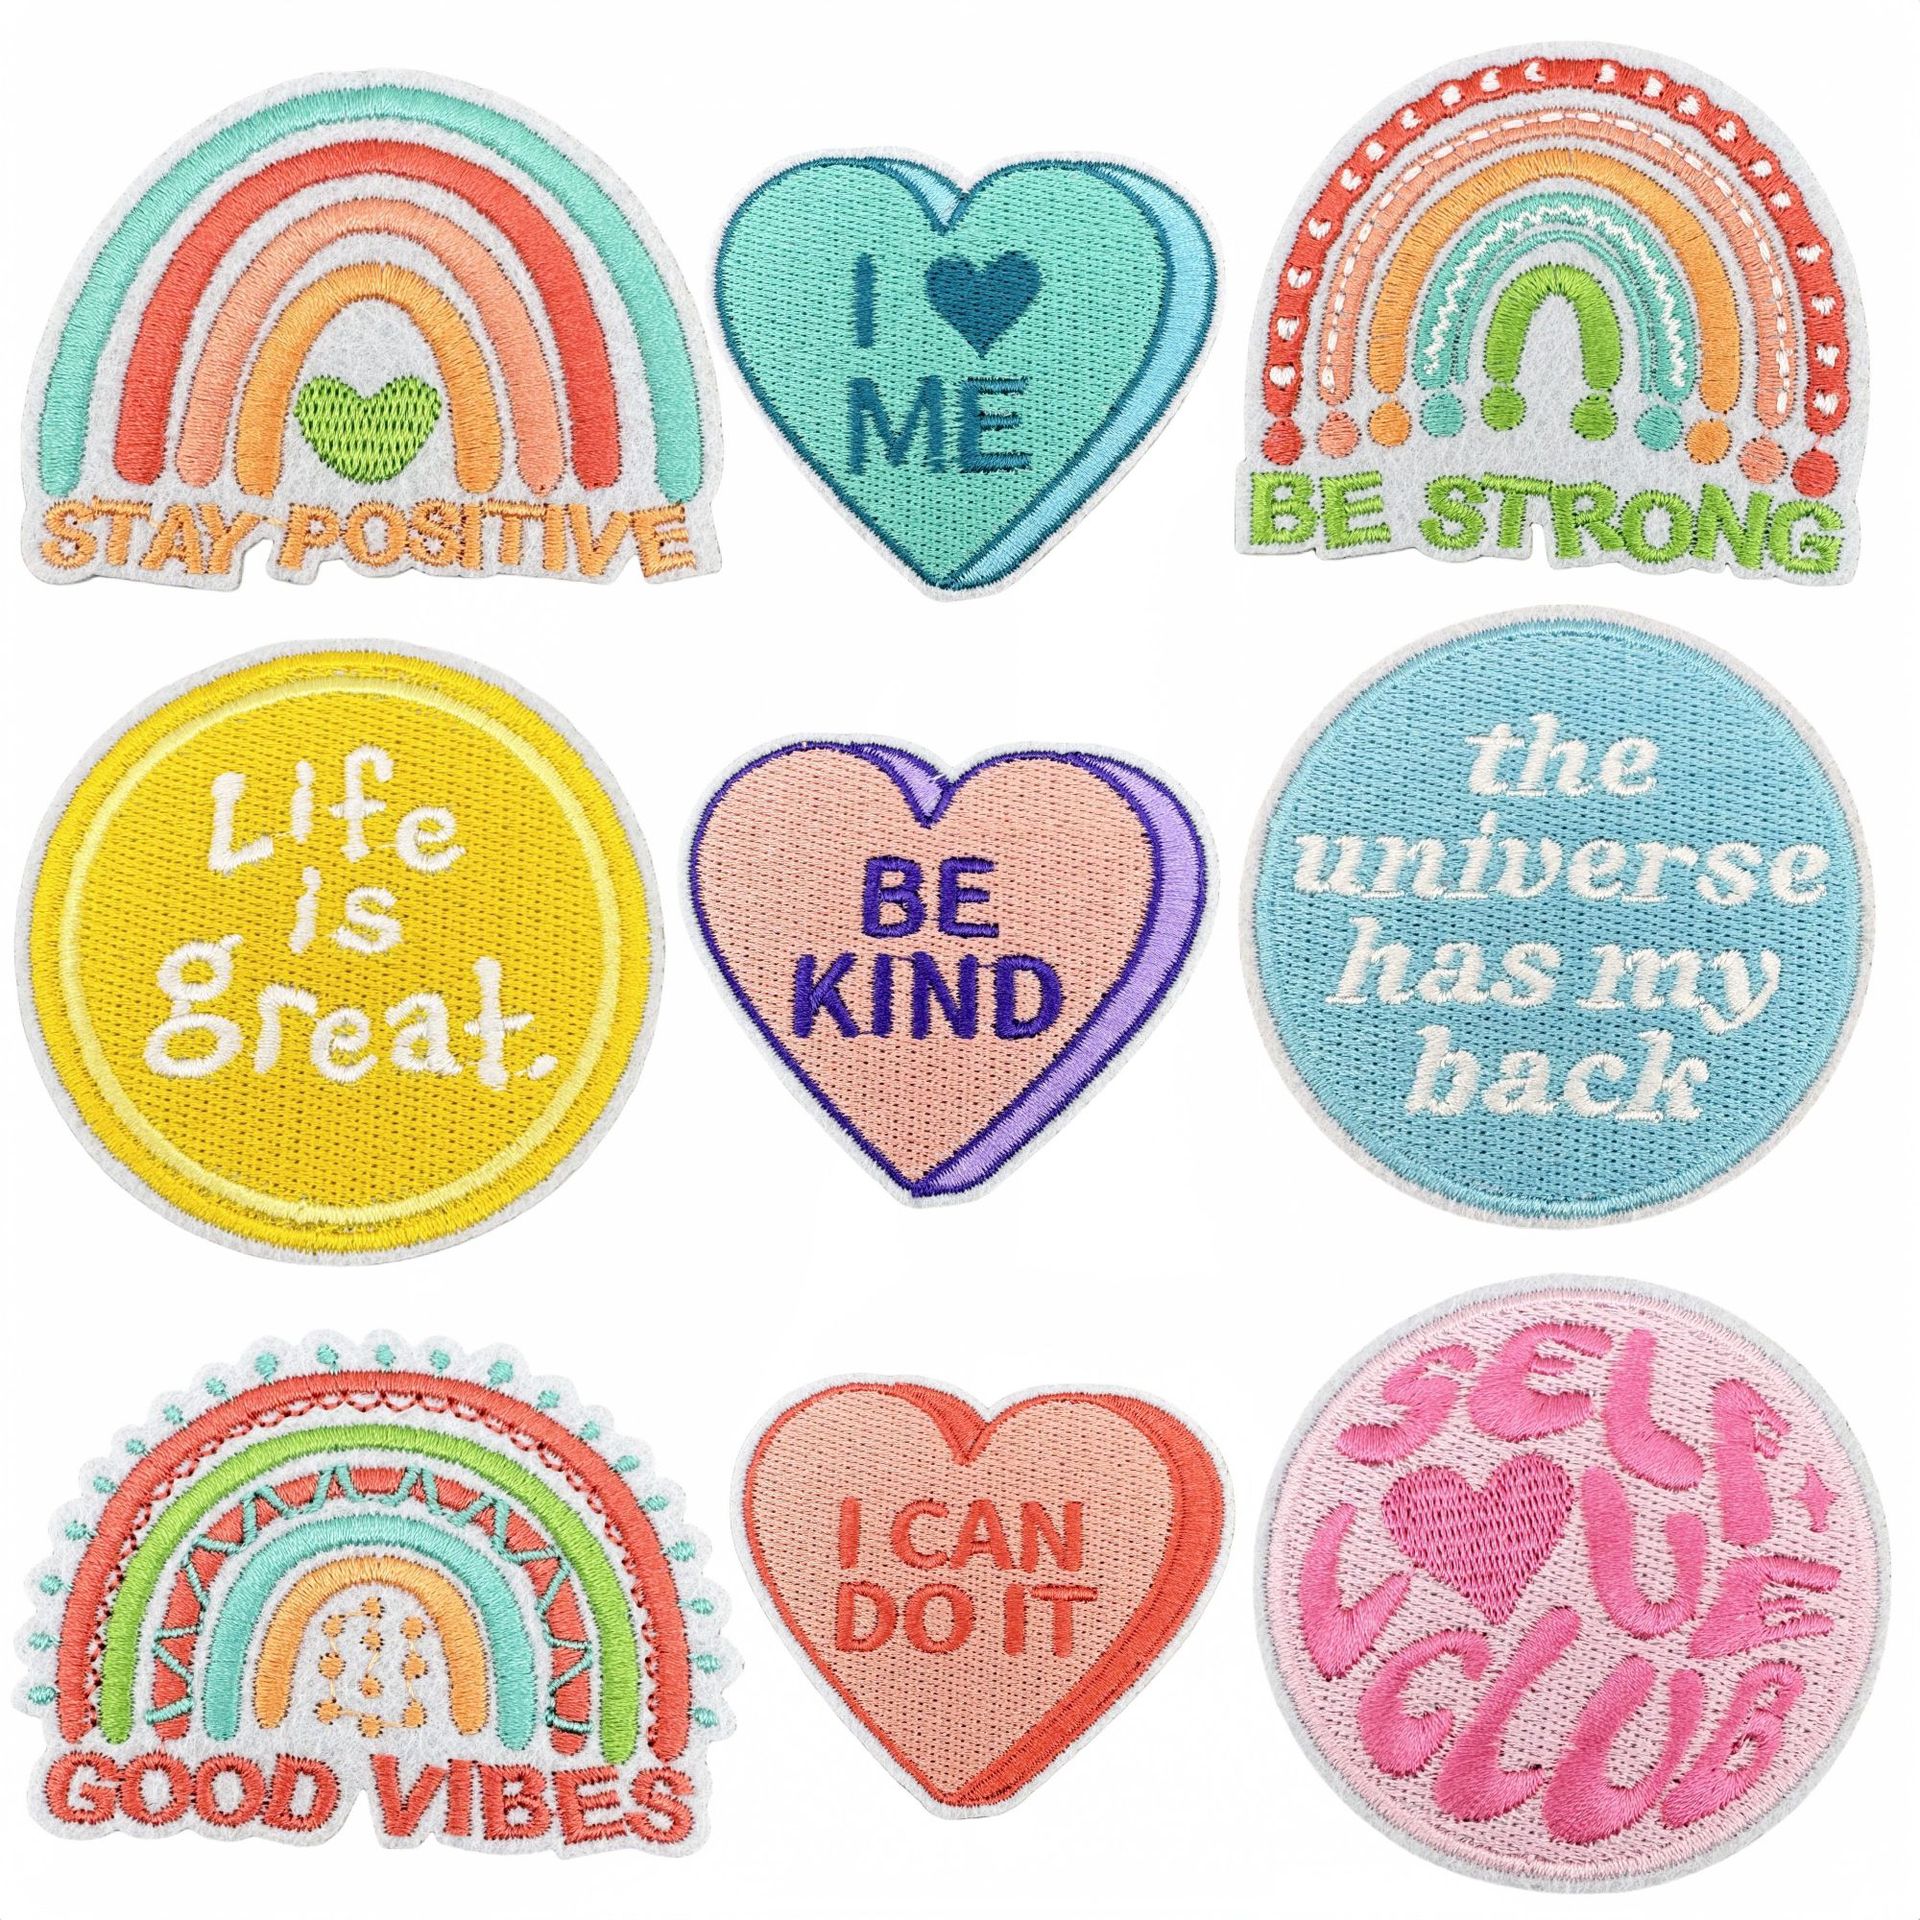 STAY POSITIVE
I ♥
ME
BE STRONG
Life
is
great.
BE
KIND
the
universe
has my
back
GOOD VIBES
I CAN
DO IT
SELF
L♥VE
CLUB